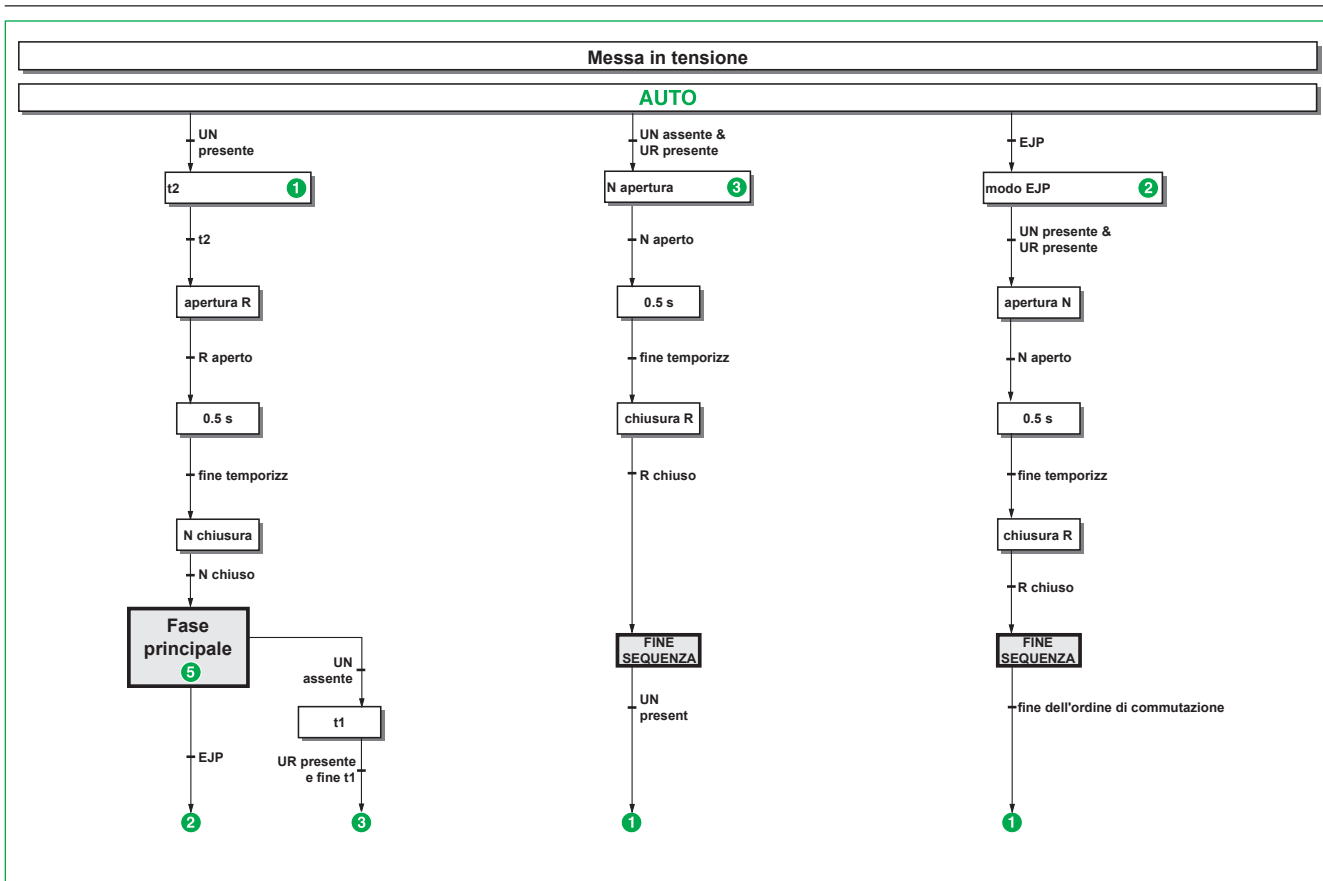 Messa in tensione
AUTO
UN
presente
t2
1
t2
apertura R
R aperto
0.5 s
fine temporizz
N chiusura
N chiuso
Fase
principale
5
EJP
2
UN
assente
t1
UR presente
e fine t1
3
UN assente &
UR presente
N apertura
3
N aperto
0.5 s
fine temporizz
chiusura R
R chiuso
FINE
SEQUENZA
UN
present
1
EJP
modo EJP
2
UN presente &
UR presente
apertura N
N aperto
0.5 s
fine temporizz
chiusura R
R chiuso
FINE
SEQUENZA
fine dell'ordine di commutazione
1